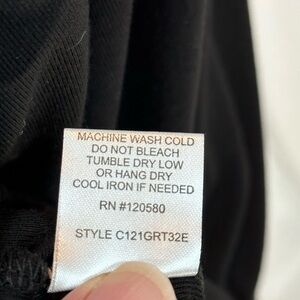 MACHINE WASH COLD
DO NOT BLEACH
TUMBLE DRY LOW
OR HANG DRY
COOL IRON IF NEEDED
RN #120580
STYLE C121GRT32E